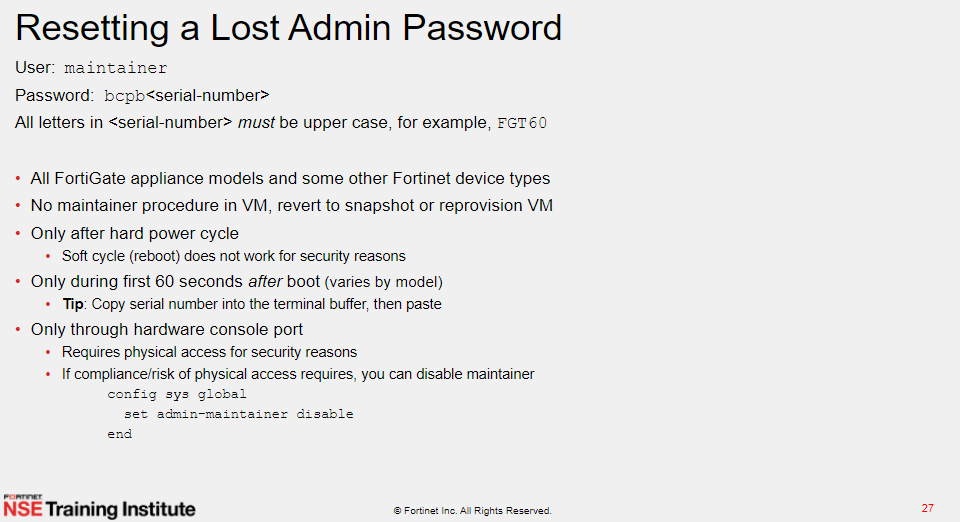 Resetting a Lost Admin Password
User: maintainer
Password: bcpb<serial-number>
All letters in <serial-number> must be upper case, for example, FGT60
• All FortiGate appliance models and some other Fortinet device types
• No maintainer procedure in VM, revert to snapshot or reprovision VM
• Only after hard power cycle
• Soft cycle (reboot) does not work for security reasons
• Only during first 60 seconds after boot (varies by model)
• Tip: Copy serial number into the terminal buffer, then paste
• Only through hardware console port
• Requires physical access for security reasons
• If compliance/risk of physical access requires, you can disable maintainer
config sys global
set admin-maintainer disable
end
FORTINET
NSE Training Institute
© Fortinet Inc. All Rights Reserved.
27